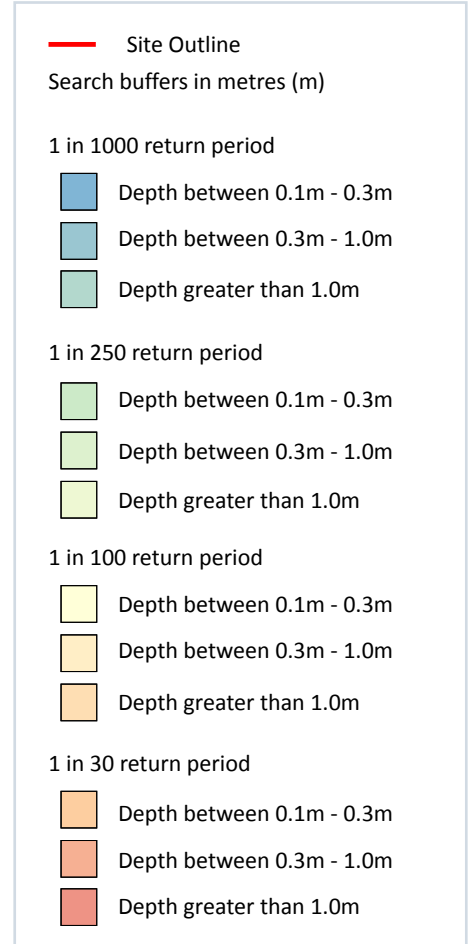 Site Outline
Search buffers in metres (m)
1 in 1000 return period
Depth between 0.1m - 0.3m
Depth between 0.3m - 1.0m
Depth greater than 1.0m
1 in 250 return period
Depth between 0.1m - 0.3m
Depth between 0.3m - 1.0m
Depth greater than 1.0m
1 in 100 return period
Depth between 0.1m - 0.3m
Depth between 0.3m - 1.0m
Depth greater than 1.0m
1 in 30 return period
Depth between 0.1m - 0.3m
Depth between 0.3m - 1.0m
Depth greater than 1.0m